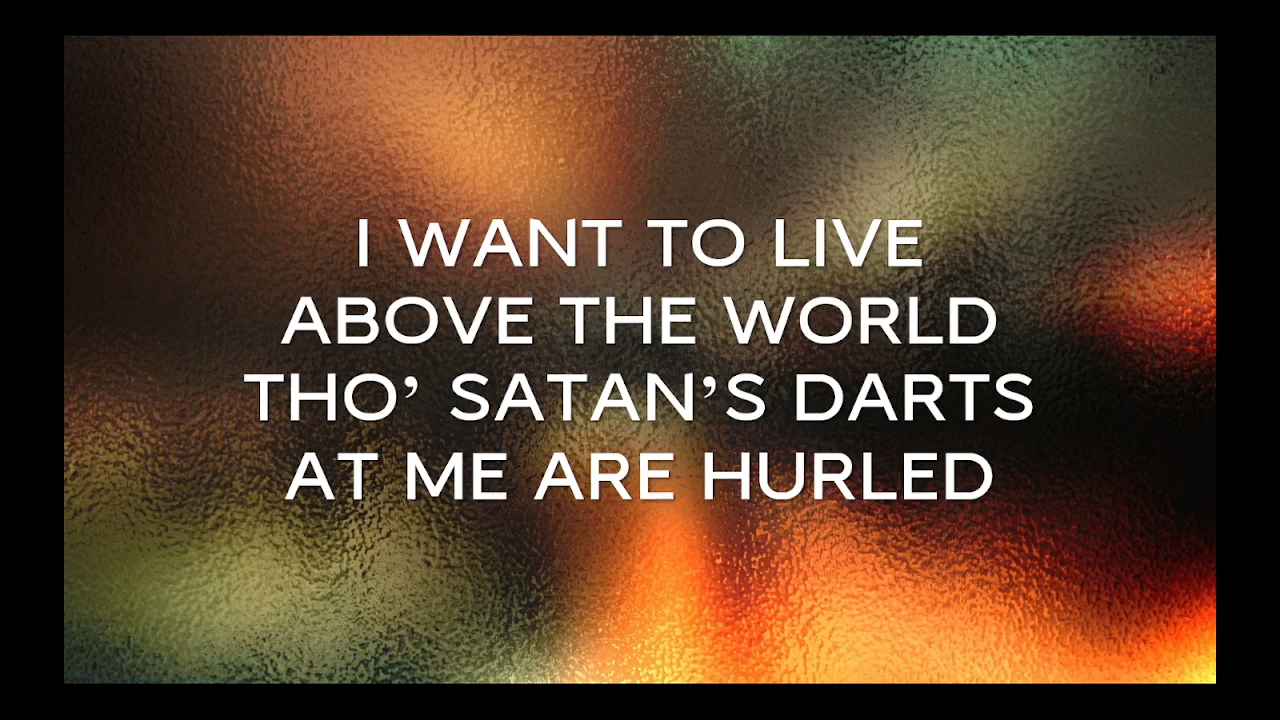 I WANT TO LIVE
ABOVE THE WORLD
THO’ SATAN’S DARTS
AT ME ARE HURLED